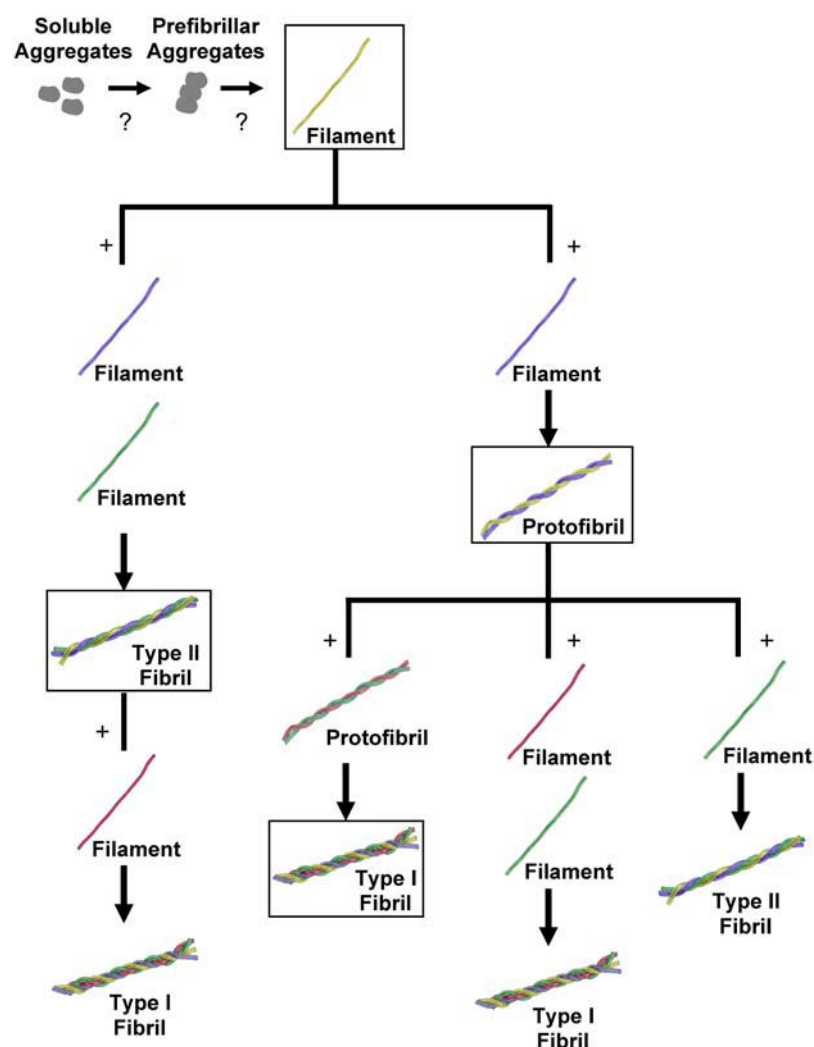 Soluble Aggregates
Prefibrillar Aggregates
?
?
Filament
+
+
Filament
Filament
Filament
Protofibril
Type II
Fibril
+
+
+
+
Protofibril
Filament
Filament
Filament
Filament
Type I
Fibril
Type II
Fibril
Type I
Fibril
Type I
Fibril